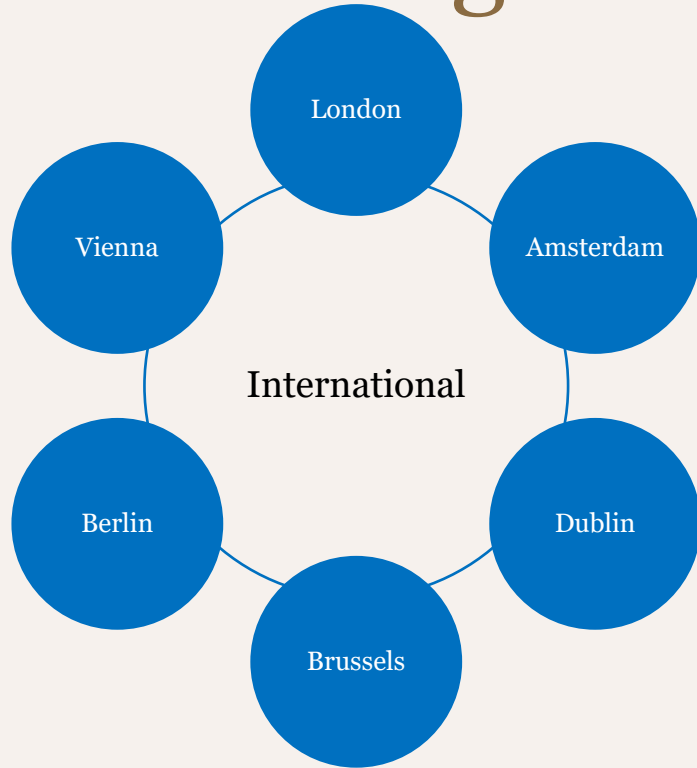 London
Vienna
Amsterdam
International
Berlin
Dublin
Brussels